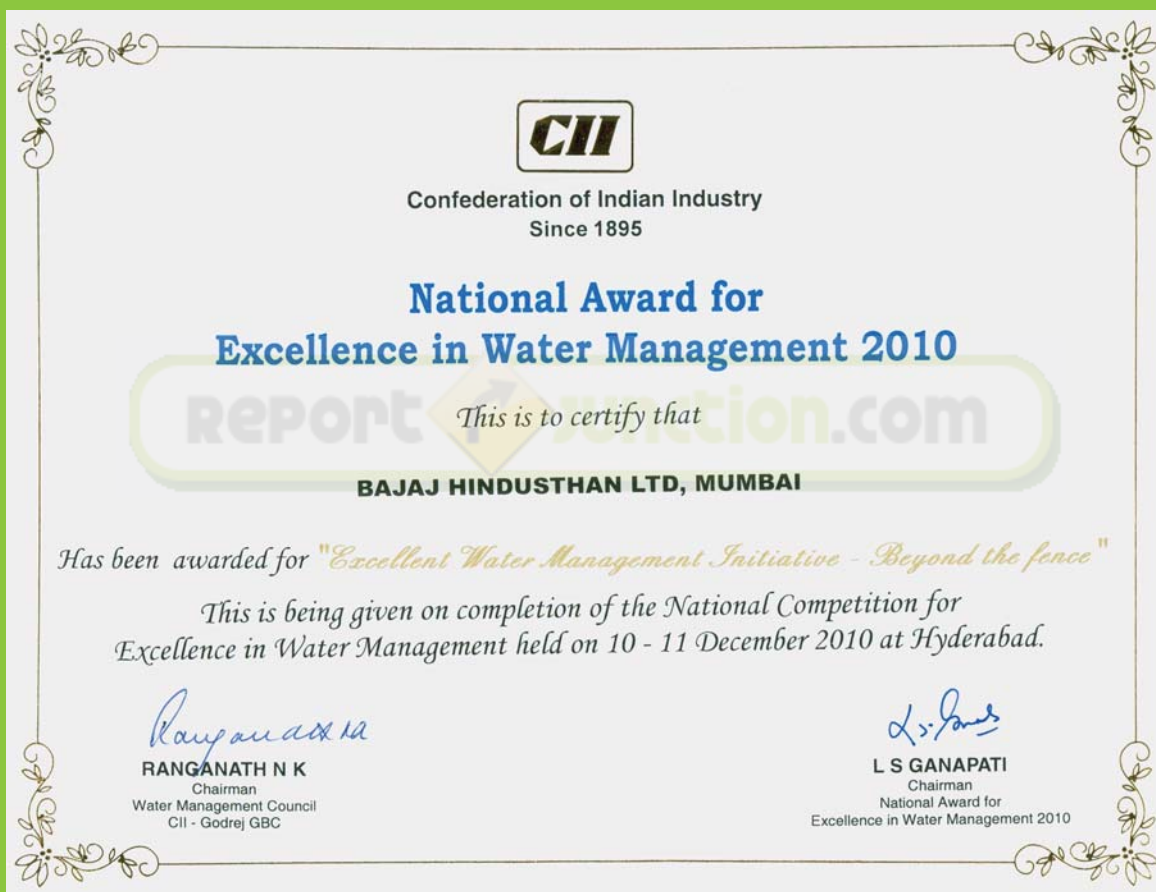 CII
Confederation of Indian Industry
Since 1895
National Award for
Excellence in Water Management 2010
This is to certify that
REPORT JUNCTION.COM
BAJAJ HINDUSTHAN LTD, MUMBAI
Has been awarded for "Excellent Water Management Initiative - Beyond the fence"
This is being given on completion of the National Competition for
Excellence in Water Management held on 10 - 11 December 2010 at Hyderabad.
RANGANATH N K
Chairman
Water Management Council
CII - Godrej GBC
L S GANAPATI
Chairman
National Award for
Excellence in Water Management 2010